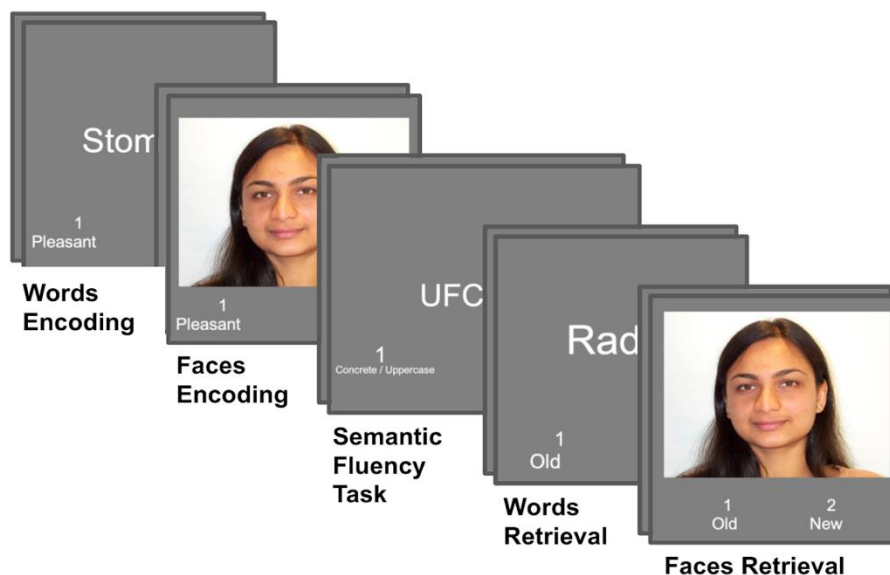 Stom
1
Pleasant
Words
Encoding
1
Pleasant
Faces
Encoding
UFC
1
Concrete / Uppercase
Semantic
Fluency
Task
Rad
1
Old
Words
Retrieval
1 2
Old New
Faces Retrieval